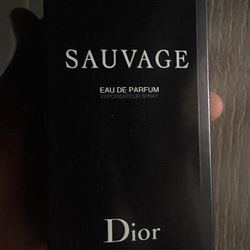 SAUVAGE
EAU DE PARFUM
VAPORISATEUR SPRAY
Dior